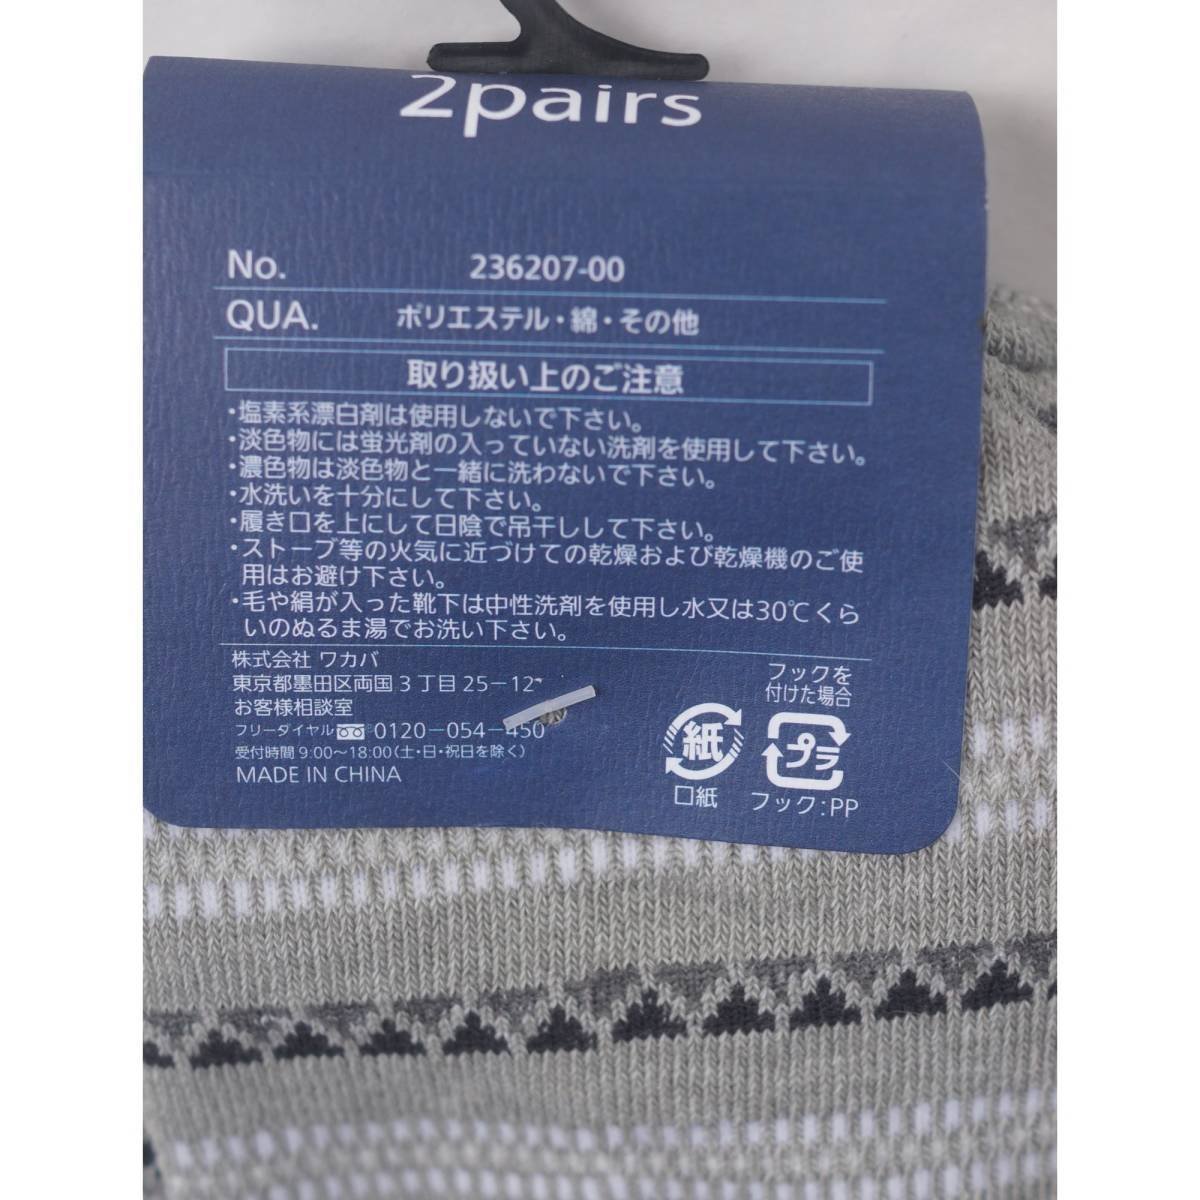 2pairs
No. 236207-00
QUA. ポリエステル・綿・その他
取り扱い上のご注意
・塩素系漂白剤は使用しないで下さい。
・淡色物には蛍光剤の入っていない洗剤を使用して下さい。
・濃色物は淡色物と一緒に洗わないで下さい。
・水洗いを十分にして下さい。
・履き口を上にして日陰で吊干しして下さい。
・ストーブ等の火気に近づけての乾燥および乾燥機のご使
用はお避け下さい。
・毛や絹が入った靴下は中性洗剤を使用し水又は30℃くら
いのぬるま湯でお洗い下さい。
株式会社 ワカバ
東京都墨田区両国3丁目25-12
お客様相談室
フリーダイヤル 0120-054-450
受付時間 9:00〜18:00(土・日・祝日を除く)
MADE IN CHINA
フックを
付けた場合
紙 プラ
口紙 フック:PP